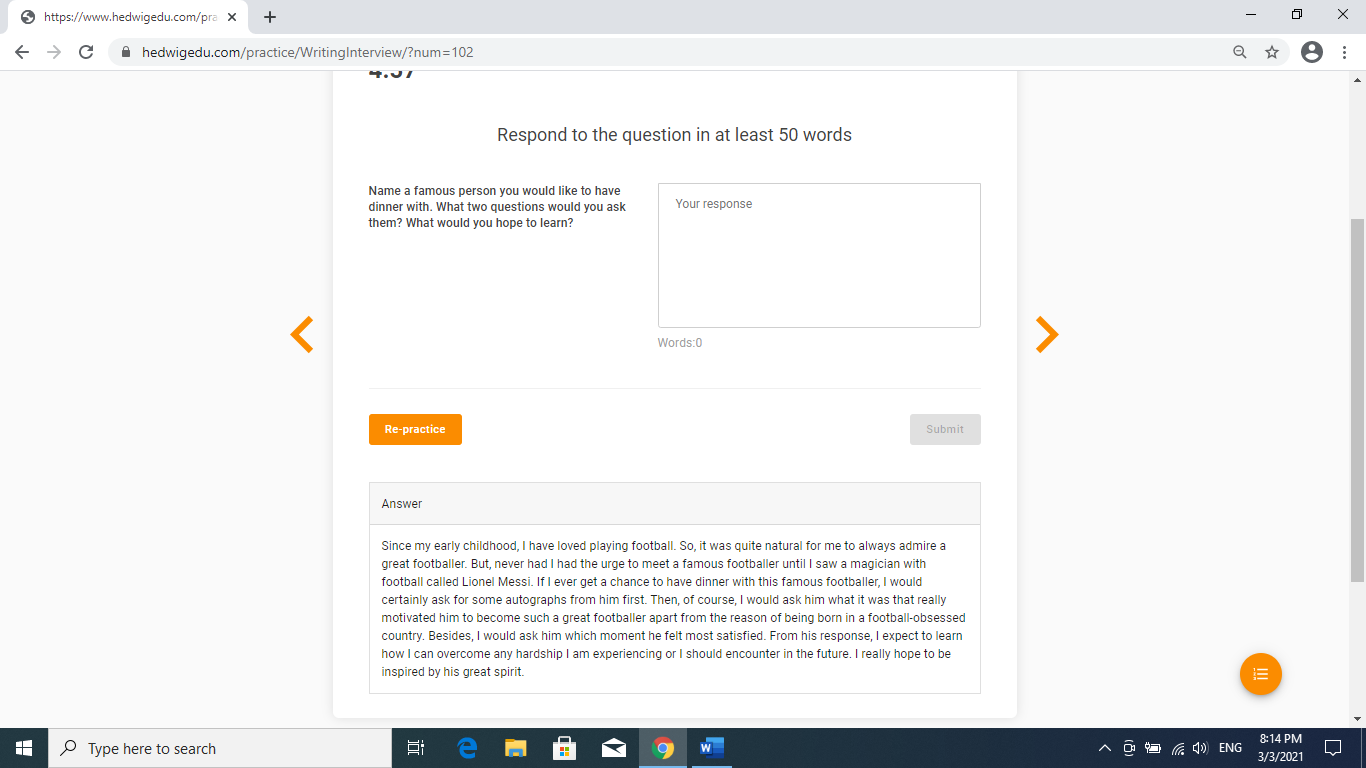 https://www.hedwigedu.com/pra
hedwigedu.com/practice/WritingInterview/?num=102
4:57
Respond to the question in at least 50 words
Name a famous person you would like to have
dinner with. What two questions would you ask
them? What would you hope to learn?
Your response
Words:0
Re-practice
Submit
Answer
Since my early childhood, I have loved playing football. So, it was quite natural for me to always admire a
great footballer. But, never had I had the urge to meet a famous footballer until I saw a magician with
football called Lionel Messi. If I ever get a chance to have dinner with this famous footballer, I would
certainly ask for some autographs from him first. Then, of course, I would ask him what it was that really
motivated him to become such a great footballer apart from the reason of being born in a football-obsessed
country. Besides, I would ask him which moment he felt most satisfied. From his response, I expect to learn
how I can overcome any hardship I am experiencing or I should encounter in the future. I really hope to be
inspired by his great spirit.
Type here to search
ENG
8:14 PM
3/3/2021